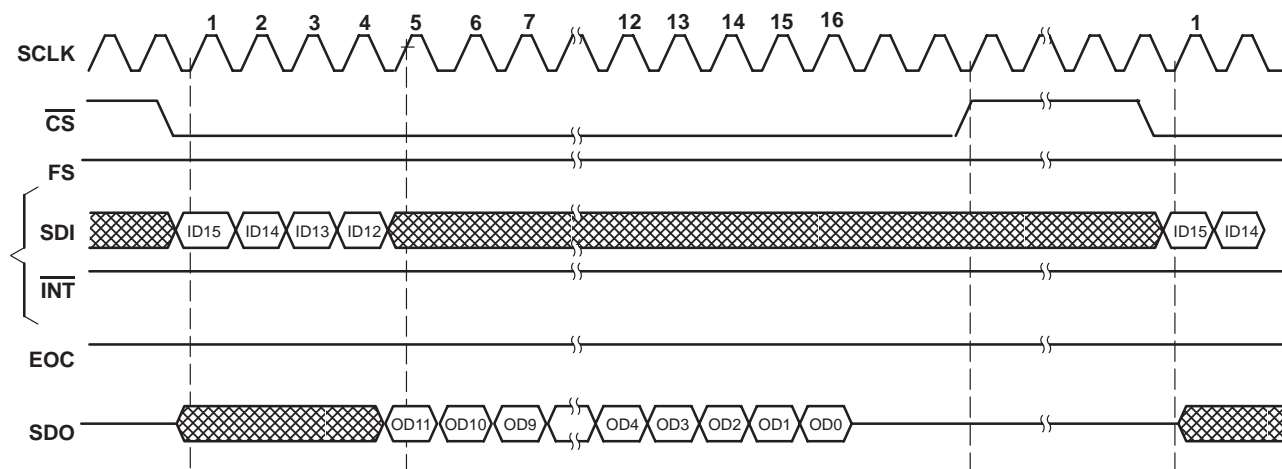 1 2 3 4 5 6 7 12 13 14 15 16 1
SCLK
CS
FS
SDI ID15 ID14 ID13 ID12 ID15 ID14
INT
EOC
SDO OD11 OD10 OD9 OD4 OD3 OD2 OD1 OD0